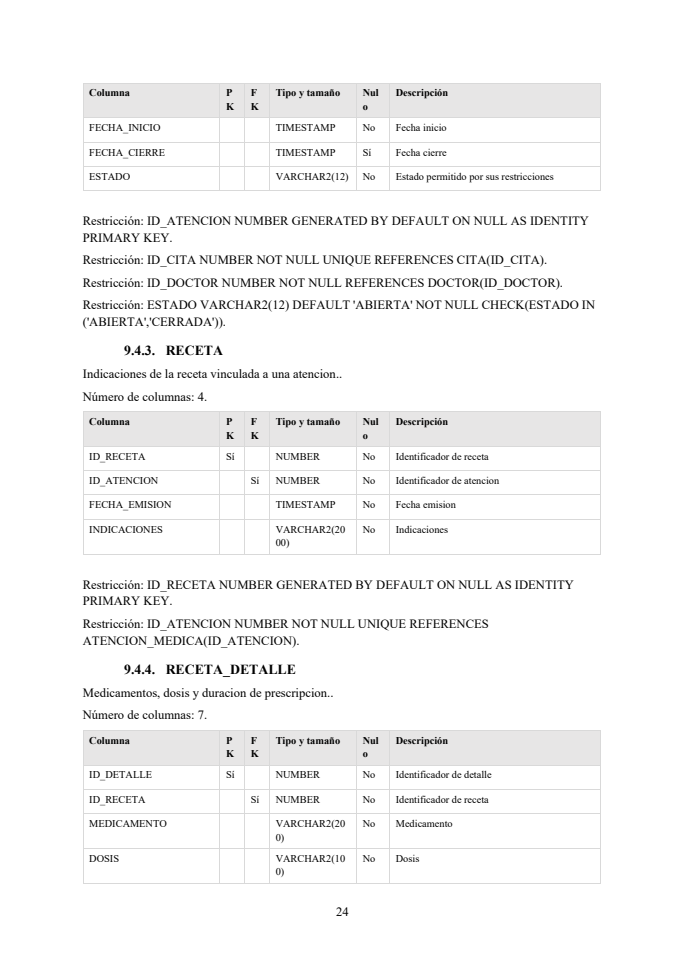 Columna P K F K Tipo y tamaño Nul o Descripción
FECHA_INICIO TIMESTAMP No Fecha inicio
FECHA_CIERRE TIMESTAMP Sí Fecha cierre
ESTADO VARCHAR2(12) No Estado permitido por sus restricciones
Restricción: ID_ATENCION NUMBER GENERATED BY DEFAULT ON NULL AS IDENTITY
PRIMARY KEY.
Restricción: ID_CITA NUMBER NOT NULL UNIQUE REFERENCES CITA(ID_CITA).
Restricción: ID_DOCTOR NUMBER NOT NULL REFERENCES DOCTOR(ID_DOCTOR).
Restricción: ESTADO VARCHAR2(12) DEFAULT 'ABIERTA' NOT NULL CHECK(ESTADO IN
('ABIERTA','CERRADA')).
9.4.3. RECETA
Indicaciones de la receta vinculada a una atencion..
Número de columnas: 4.
Columna P K F K Tipo y tamaño Nul o Descripción
ID_RECETA Sí NUMBER No Identificador de receta
ID_ATENCION Sí NUMBER No Identificador de atencion
FECHA_EMISION TIMESTAMP No Fecha emision
INDICACIONES VARCHAR2(20 No Indicaciones
00)
Restricción: ID_RECETA NUMBER GENERATED BY DEFAULT ON NULL AS IDENTITY
PRIMARY KEY.
Restricción: ID_ATENCION NUMBER NOT NULL UNIQUE REFERENCES
ATENCION_MEDICA(ID_ATENCION).
9.4.4. RECETA_DETALLE
Medicamentos, dosis y duracion de prescripcion..
Número de columnas: 7.
Columna P K F K Tipo y tamaño Nul o Descripción
ID_DETALLE Sí NUMBER No Identificador de detalle
ID_RECETA Sí NUMBER No Identificador de receta
MEDICAMENTO VARCHAR2(20 No Medicamento
0)
DOSIS VARCHAR2(10 No Dosis
0)
24